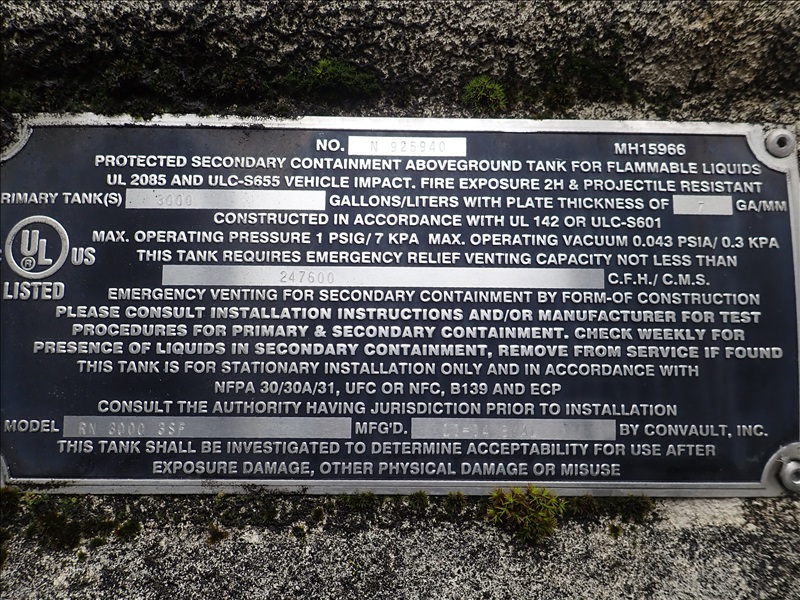 NO. N 925940 MH15966
PROTECTED SECONDARY CONTAINMENT ABOVEGROUND TANK FOR FLAMMABLE LIQUIDS
UL 2085 AND ULC-S655 VEHICLE IMPACT. FIRE EXPOSURE 2H & PROJECTILE RESISTANT
PRIMARY TANK(S) 3000 GALLONS/LITERS WITH PLATE THICKNESS OF 7 GA/MM
CONSTRUCTED IN ACCORDANCE WITH UL 142 OR ULC-S601
MAX. OPERATING PRESSURE 1 PSIG/ 7 KPA MAX. OPERATING VACUUM 0.043 PSIA/ 0.3 KPA
C UL ® US
LISTED
THIS TANK REQUIRES EMERGENCY RELIEF VENTING CAPACITY NOT LESS THAN
247600 C.F.H./ C.M.S.
EMERGENCY VENTING FOR SECONDARY CONTAINMENT BY FORM-OF CONSTRUCTION
PLEASE CONSULT INSTALLATION INSTRUCTIONS AND/OR MANUFACTURER FOR TEST
PROCEDURES FOR PRIMARY & SECONDARY CONTAINMENT. CHECK WEEKLY FOR
PRESENCE OF LIQUIDS IN SECONDARY CONTAINMENT, REMOVE FROM SERVICE IF FOUND
THIS TANK IS FOR STATIONARY INSTALLATION ONLY AND IN ACCORDANCE WITH
NFPA 30/30A/31, UFC OR NFC, B139 AND ECP
CONSULT THE AUTHORITY HAVING JURISDICTION PRIOR TO INSTALLATION
MODEL RN 3000 3SF MFG'D. BY CONVAULT, INC.
THIS TANK SHALL BE INVESTIGATED TO DETERMINE ACCEPTABILITY FOR USE AFTER
EXPOSURE DAMAGE, OTHER PHYSICAL DAMAGE OR MISUSE